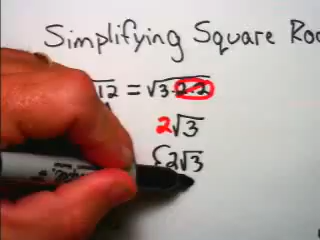 Simplifying Square Roo
√12 = √3·2·2
2√3
{2√3